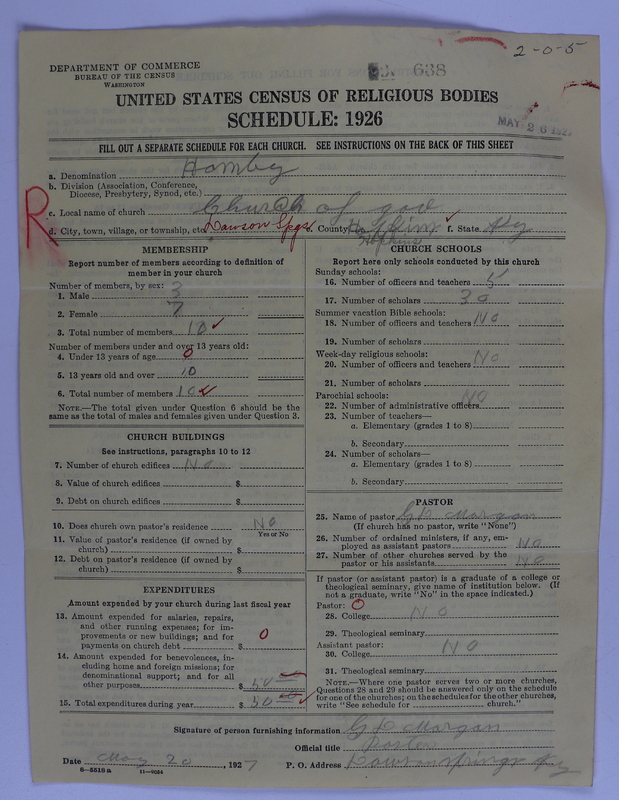 2-0-5
638
DEPARTMENT OF COMMERCE
BUREAU OF THE CENSUS
WASHINGTON
UNITED STATES CENSUS OF RELIGIOUS BODIES
SCHEDULE: 1926
MAY 26 1927
FILL OUT A SEPARATE SCHEDULE FOR EACH CHURCH. SEE INSTRUCTIONS ON THE BACK OF THIS SHEET
a. Denomination
b. Division (Association, Conference, Diocese, Presbytery, Synod, etc.)
R
c. Local name of church Church of god
d. City, town, village, or township, etc. Dawson Spgs e. County Hopkins f. State Ky
MEMBERSHIP
Report number of members according to definition of member in your church
Number of members, by sex:
1. Male 3
2. Female 7
3. Total number of members 10
Number of members under and over 13 years old:
4. Under 13 years of age 0
5. 13 years old and over 10
6. Total number of members 10
NOTE.—The total given under Question 6 should be the same as the total of males and females given under Question 3.
CHURCH BUILDINGS
See instructions, paragraphs 10 to 12
7. Number of church edifices No
8. Value of church edifices $
9. Debt on church edifices $
10. Does church own pastor's residence No
Yes or No
11. Value of pastor's residence (if owned by church) $
12. Debt on pastor's residence (if owned by church) $
EXPENDITURES
Amount expended by your church during last fiscal year
13. Amount expended for salaries, repairs, and other running expenses; for improvements or new buildings; and for payments on church debt $ 0
14. Amount expended for benevolences, including home and foreign missions; for denominational support; and for all other purposes $
15. Total expenditures during year $
CHURCH SCHOOLS
Report here only schools conducted by this church
Sunday schools:
16. Number of officers and teachers 5
17. Number of scholars 30
Summer vacation Bible schools:
18. Number of officers and teachers No
19. Number of scholars
Week-day religious schools:
20. Number of officers and teachers No
21. Number of scholars
Parochial schools:
22. Number of administrative officers No
23. Number of teachers—
a. Elementary (grades 1 to 8)
b. Secondary
24. Number of scholars—
a. Elementary (grades 1 to 8)
b. Secondary
PASTOR
25. Name of pastor Morgan
(If church has no pastor, write "None")
26. Number of ordained ministers, if any, employed as assistant pastors No
27. Number of other churches served by the pastor or his assistants No
If pastor (or assistant pastor) is a graduate of a college or theological seminary, give name of institution below. (If not a graduate, write "No" in the space indicated.)
Pastor: 0
28. College No
29. Theological seminary
Assistant pastor:
30. College No
31. Theological seminary
NOTE.—Where one pastor serves two or more churches, Questions 28 and 29 should be answered only on the schedule for one of the churches; on the schedules for the other churches, write "See schedule for church."
Signature of person furnishing information Morgan
Official title Paster
Date May 20, 1927 P. O. Address Dawson springs Ky
8-5518a 11-9054